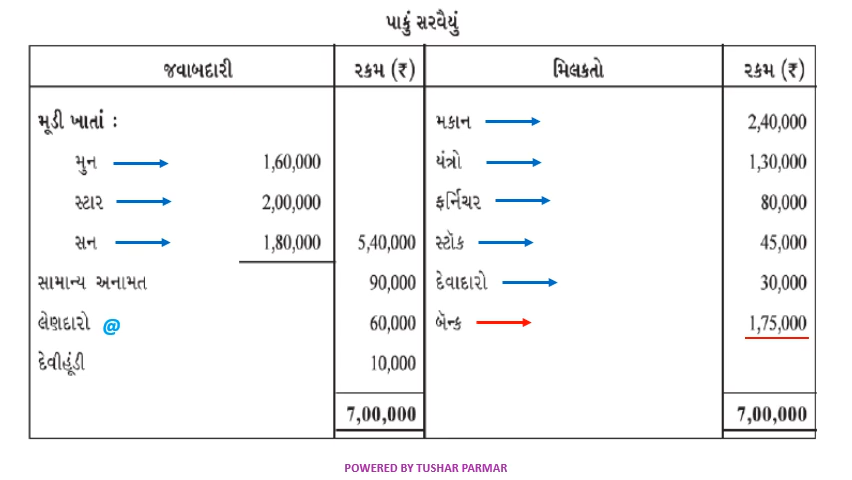 પાકું સરવૈયું
જવાબદારી રકમ (₹) મિલકતો રકમ (₹)
મૂડી ખાતાં : મકાન 2,40,000
મુન 1,60,000 યંત્રો 1,30,000
સ્ટાર 2,00,000 ફર્નિચર 80,000
સન 1,80,000 5,40,000 સ્ટૉક 45,000
સામાન્ય અનામત 90,000 દેવાદારો 30,000
લેણદારો @ 60,000 બૅન્ક 1,75,000
દેવીહૂંડી 10,000
7,00,000 7,00,000
POWERED BY TUSHAR PARMAR